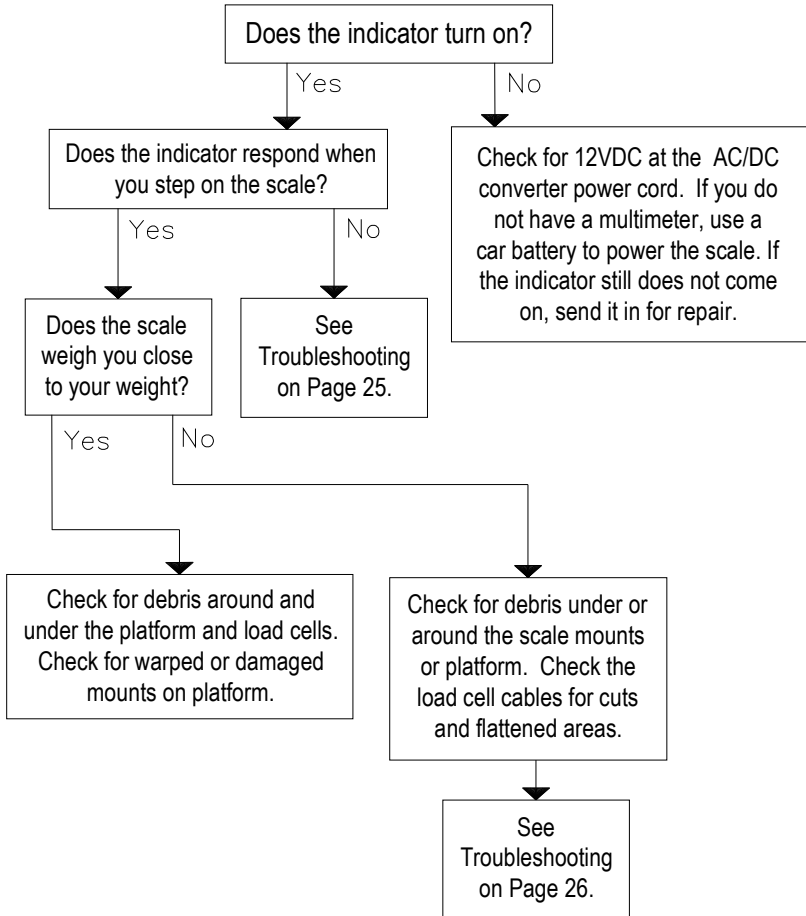 Does the indicator turn on?
Yes
No
Does the indicator respond when
you step on the scale?
Check for 12VDC at the AC/DC
converter power cord. If you do
not have a multimeter, use a
car battery to power the scale. If
the indicator still does not come
on, send it in for repair.
Yes
No
Does the scale
weigh you close
to your weight?
See
Troubleshooting
on Page 25.
Yes
No
Check for debris around and
under the platform and load cells.
Check for warped or damaged
mounts on platform.
Check for debris under or
around the scale mounts
or platform. Check the
load cell cables for cuts
and flattened areas.
See
Troubleshooting
on Page 26.